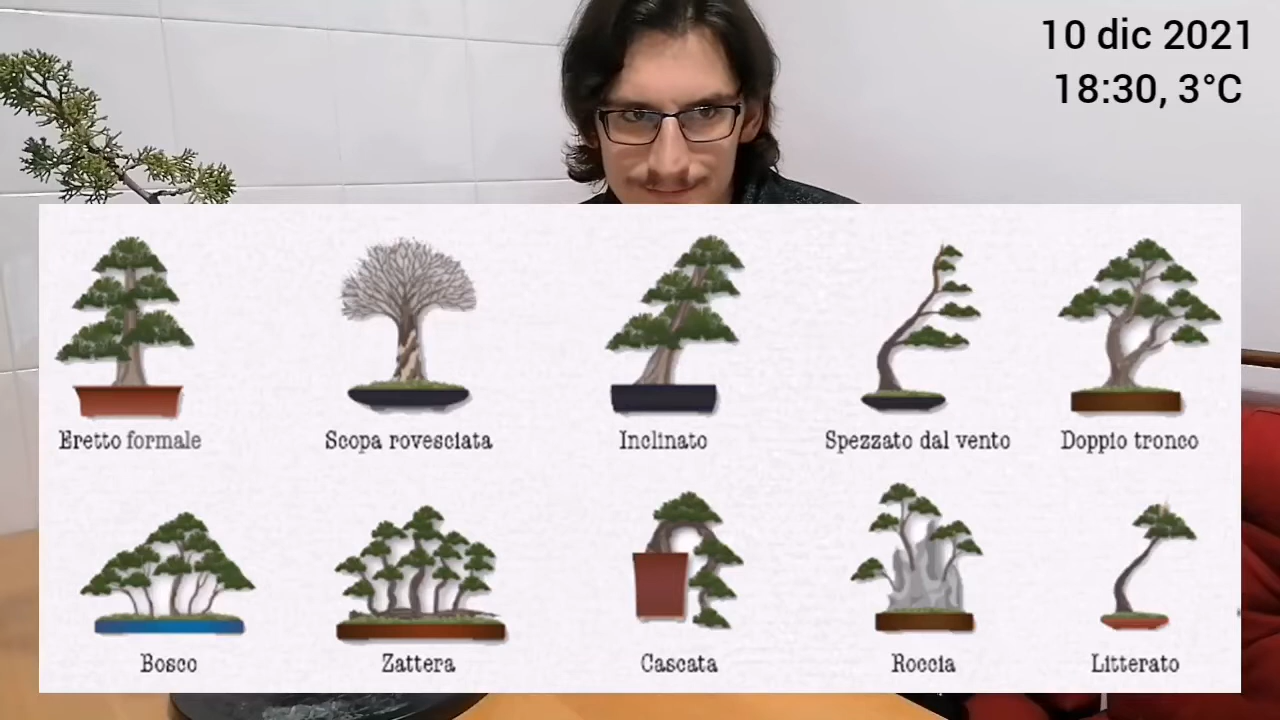 10 dic 2021
18:30, 3°C
Eretto formale
Scopa rovesciata
Inclinato
Spezzato dal vento
Doppio tronco
Bosco
Zattera
Cascata
Roccia
Litterato